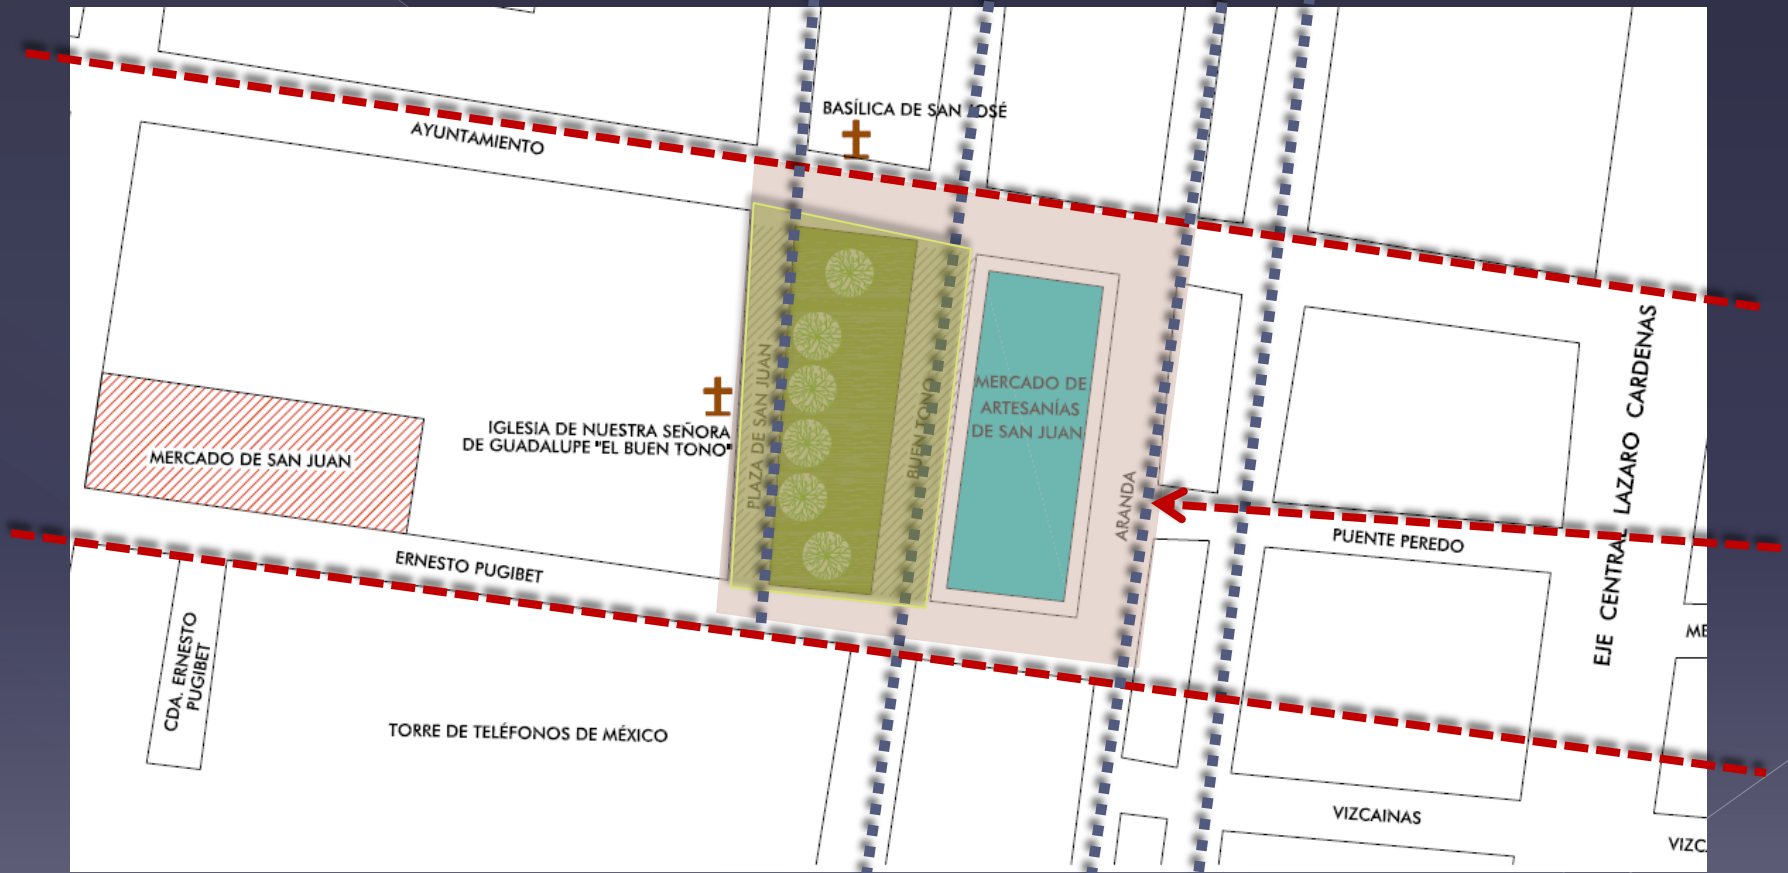 BASÍLICA DE SAN JOSÉ
AYUNTAMIENTO
IGLESIA DE NUESTRA SEÑORA
DE GUADALUPE "EL BUEN TONO"
PLAZA DE SAN JUAN
BUEN TONO
MERCADO DE
ARTESANÍAS
DE SAN JUAN
ARANDA
EJE CENTRAL LAZARO CARDENAS
MERCADO DE SAN JUAN
PUENTE PEREDO
ERNESTO PUGIBET
CDA. ERNESTO
PUGIBET
TORRE DE TELÉFONOS DE MÉXICO
ME
VIZCAINAS
VIZC